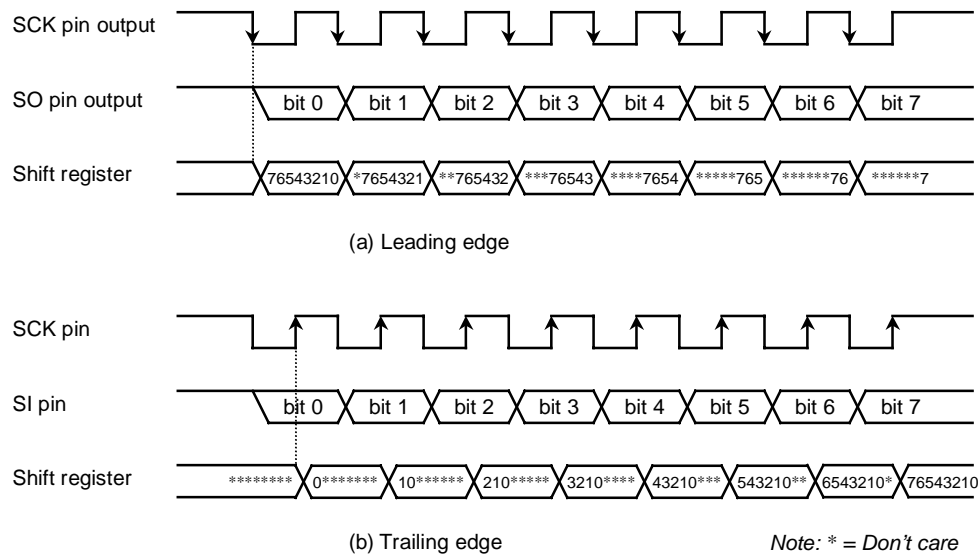 SCK pin output
SO pin output
bit 0 bit 1 bit 2 bit 3 bit 4 bit 5 bit 6 bit 7
Shift register
76543210 *7654321 **765432 ***76543 ****7654 *****765 ******76 ******7
(a) Leading edge
SCK pin
SI pin
bit 0 bit 1 bit 2 bit 3 bit 4 bit 5 bit 6 bit 7
Shift register
******** 0******* 10****** 210***** 3210**** 43210*** 543210** 6543210* 76543210
(b) Trailing edge
Note: * = Don't care